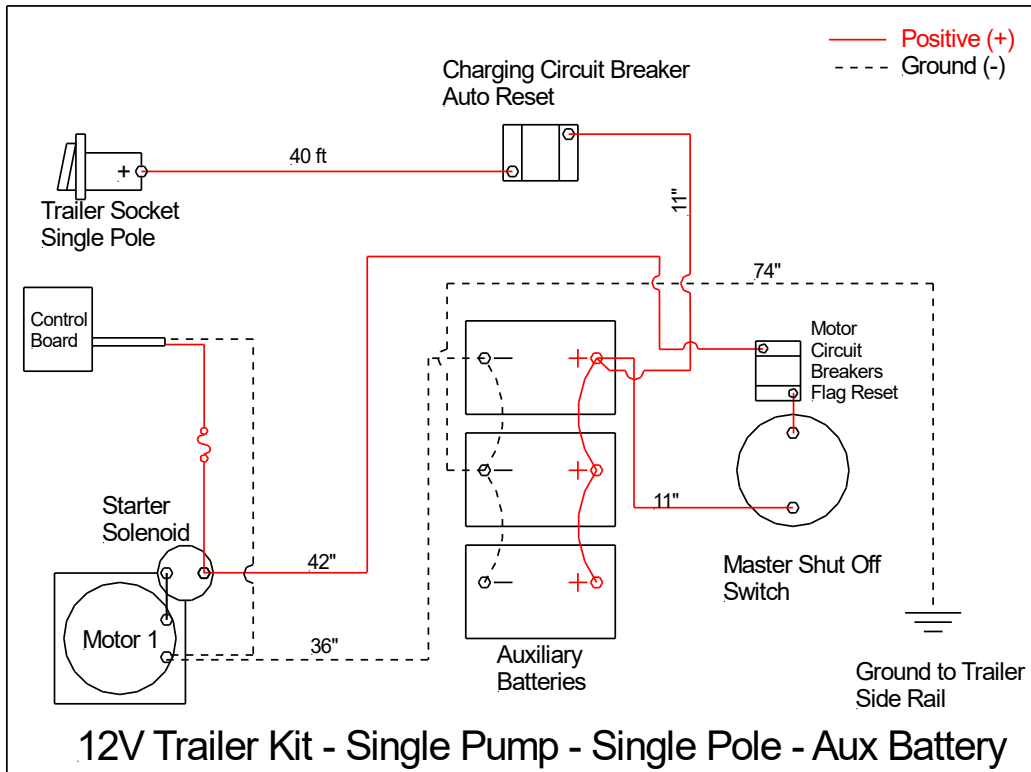 Positive (+)
Ground (-)
Charging Circuit Breaker
Auto Reset
40 ft
+
Trailer Socket
Single Pole
11"
74"
Control
Board
Motor
Circuit
Breakers
Flag Reset
− +
− +
− +
11"
Starter
Solenoid
42"
Master Shut Off
Switch
Motor 1
36"
Auxiliary
Batteries
Ground to Trailer
Side Rail
12V Trailer Kit - Single Pump - Single Pole - Aux Battery